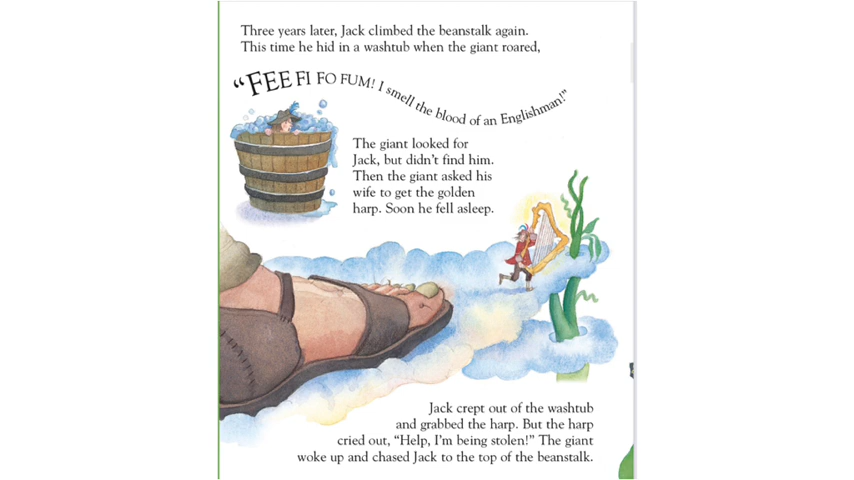 Three years later, Jack climbed the beanstalk again.
This time he hid in a washtub when the giant roared,
“FEE FI FO FUM! I smell the blood of an Englishman!”
The giant looked for
Jack, but didn’t find him.
Then the giant asked his
wife to get the golden
harp. Soon he fell asleep.
Jack crept out of the washtub
and grabbed the harp. But the harp
cried out, “Help, I’m being stolen!” The giant
woke up and chased Jack to the top of the beanstalk.